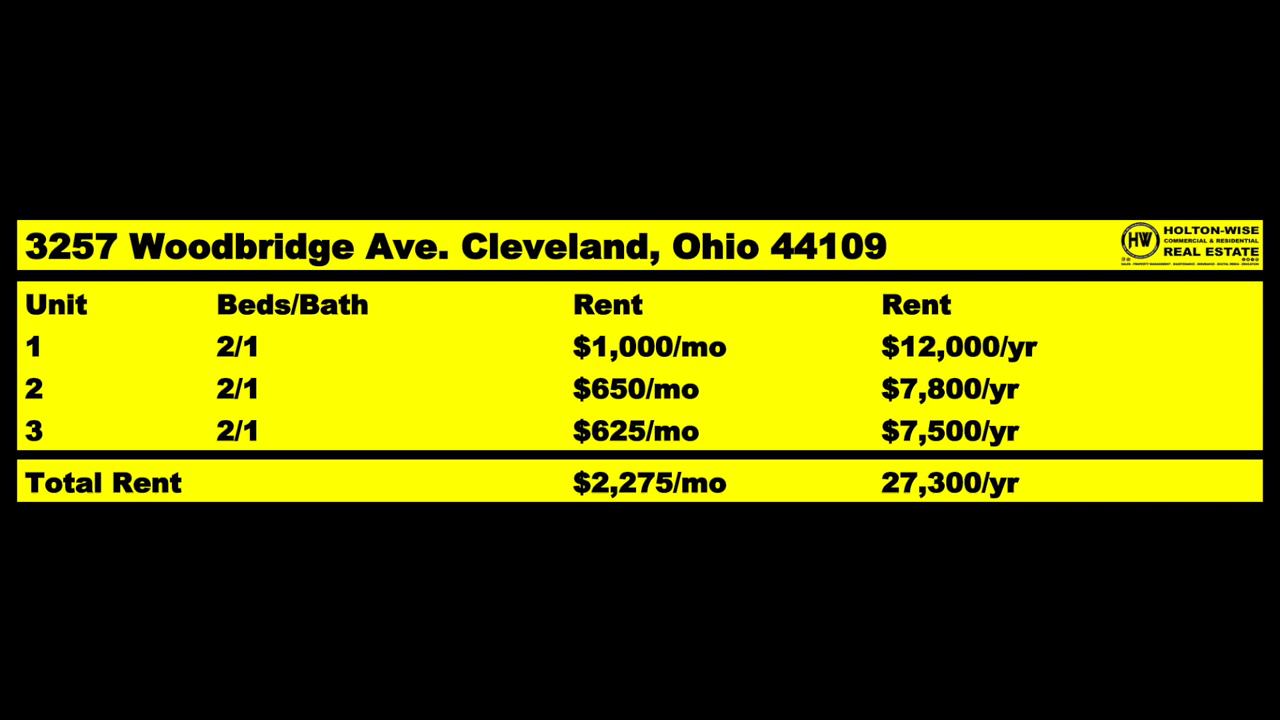 3257 Woodbridge Ave. Cleveland, Ohio 44109
HW
HOLTON-WISE
COMMERCIAL & RESIDENTIAL
REAL ESTATE
Unit Beds/Bath Rent Rent
1 2/1 $1,000/mo $12,000/yr
2 2/1 $650/mo $7,800/yr
3 2/1 $625/mo $7,500/yr
Total Rent $2,275/mo 27,300/yr